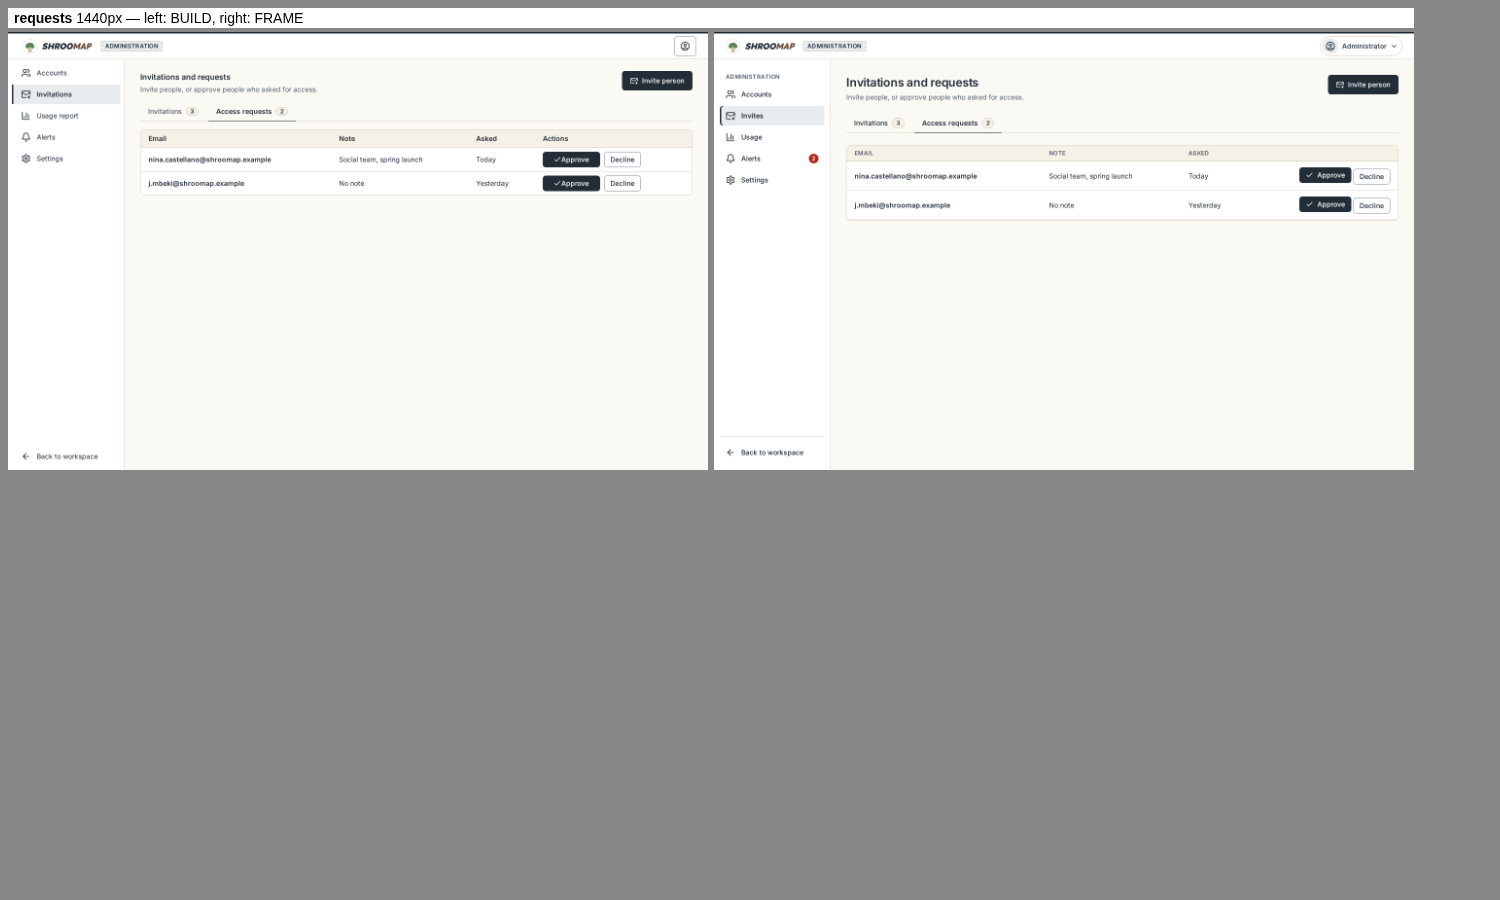 requests 1440px — left: BUILD, right: FRAME
SHROOMAP ADMINISTRATION
Accounts
Invitations
Usage report
Alerts
Settings
Back to workspace
Invitations and requests
Invite people, or approve people who asked for access.
Invite person
Invitations 3 Access requests 2
Email Note Asked Actions
nina.castellano@shroomap.example Social team, spring launch Today Approve Decline
j.mbeki@shroomap.example No note Yesterday Approve Decline
SHROOMAP ADMINISTRATION Administrator
ADMINISTRATION
Accounts
Invites
Usage
Alerts 2
Settings
Back to workspace
Invitations and requests
Invite people, or approve people who asked for access.
Invite person
Invitations 3 Access requests 2
EMAIL NOTE ASKED
nina.castellano@shroomap.example Social team, spring launch Today Approve Decline
j.mbeki@shroomap.example No note Yesterday Approve Decline